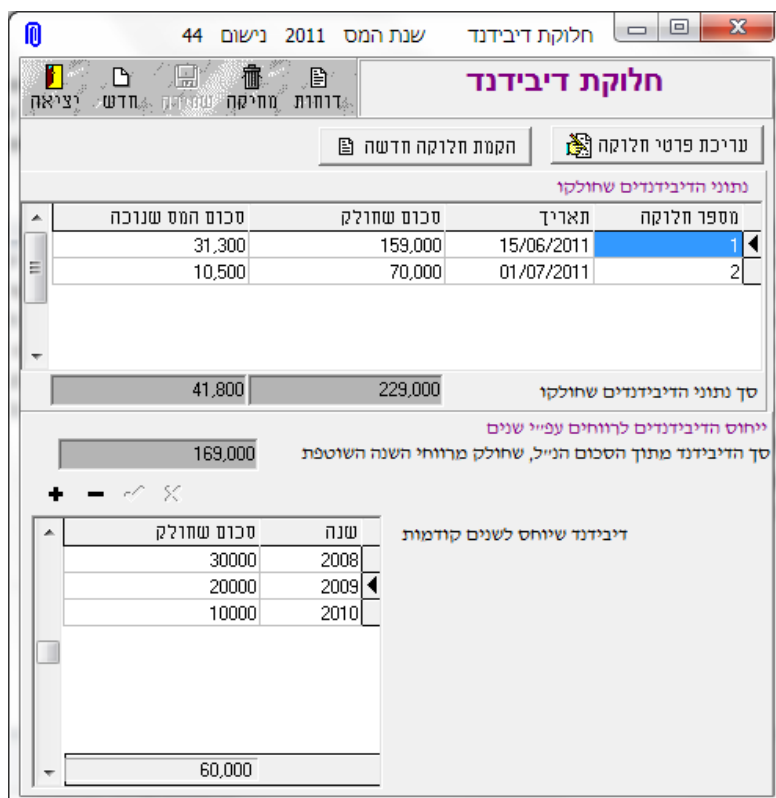 חלוקת דיבידנד שנת המס 2011 נישום 44
חלוקת דיבידנד
דוחות מחיקה שמירה חדש יציאה
עריכת פרטי חלוקה הקמת חלוקה חדשה
נתוני הדיבידנדים שחולקו
מספר חלוקה תאריך סכום שחולק סכום המס שנוכה
1 15/06/2011 159,000 31,300
2 01/07/2011 70,000 10,500
סך נתוני הדיבידנדים שחולקו 229,000 41,800
ייחוס הדיבידנדים לרווחים עפ״י שנים
סך הדיבידנד מתוך הסכום הנ״ל, שחולק מרווחי השנה השוטפת 169,000
דיבידנד שיוחס לשנים קודמות
שנה סכום שחולק
2008 30000
2009 20000
2010 10000
60,000